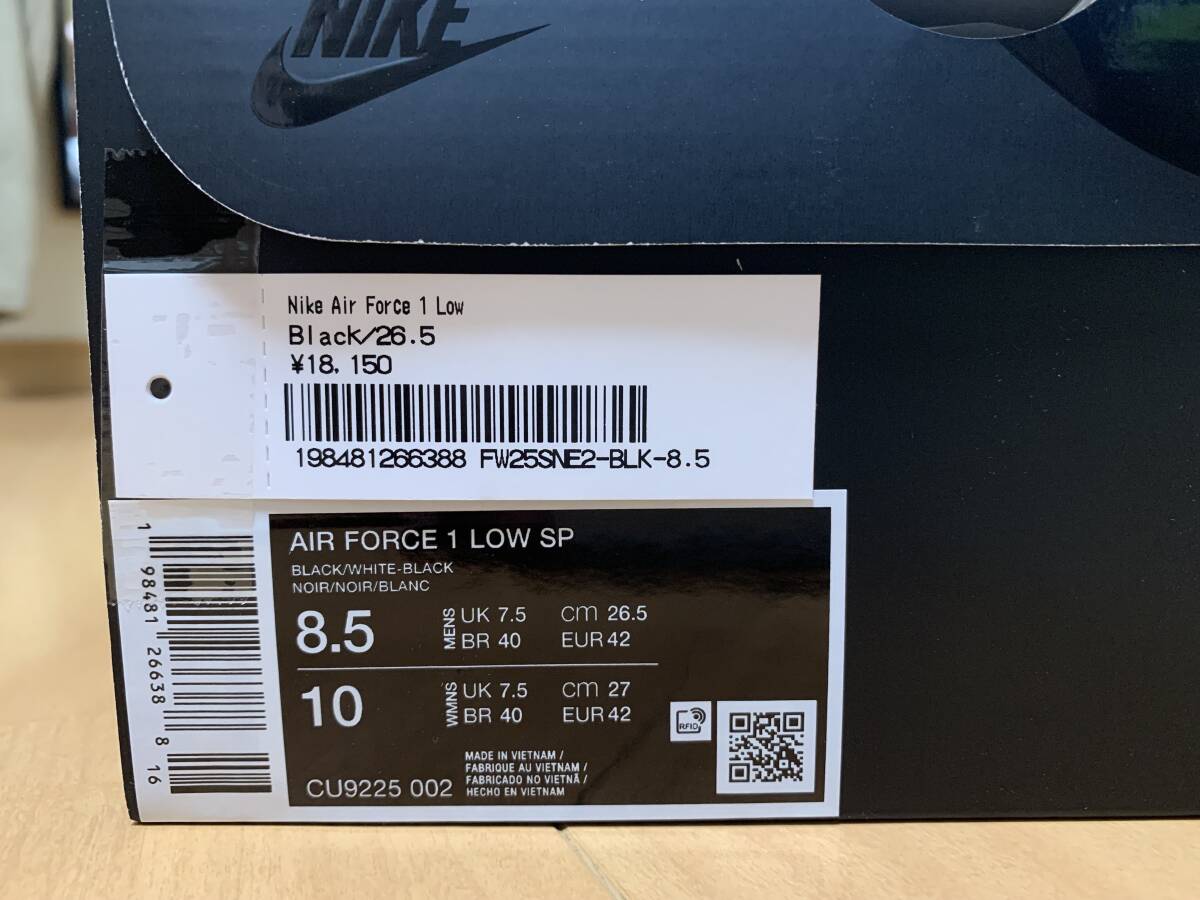 NIKE
Nike Air Force 1 Low
Black/26.5
¥18,150
198481266388 FW25SNE2-BLK-8.5
1 98481 26638 8 16
AIR FORCE 1 LOW SP
BLACK/WHITE-BLACK
NOIR/NOIR/BLANC
8.5 MENS UK 7.5 cm 26.5
BR 40 EUR 42
10 WMNS UK 7.5 cm 27
BR 40 EUR 42
RFID
MADE IN VIETNAM /
FABRIQUE AU VIETNAM /
FABRICADO NO VIETNÃ /
HECHO EN VIETNAM
CU9225 002